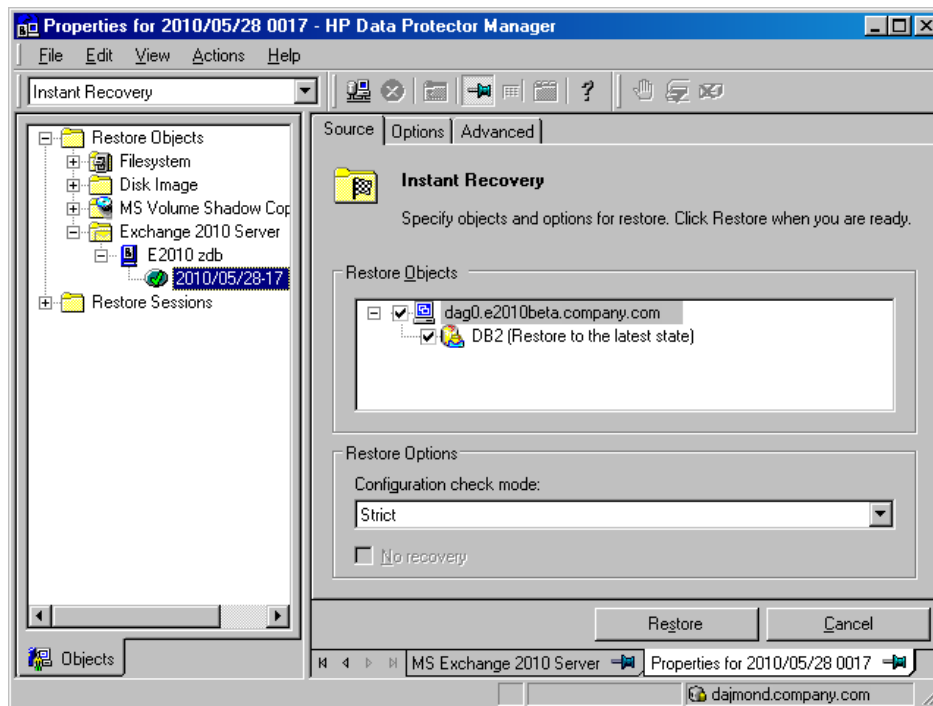 Properties for 2010/05/28 0017 - HP Data Protector Manager
File Edit View Actions Help
Instant Recovery
Restore Objects
Filesystem
Disk Image
MS Volume Shadow Cop
Exchange 2010 Server
E2010 zdb
2010/05/28-17
Restore Sessions
Objects
Source Options Advanced
Instant Recovery
Specify objects and options for restore. Click Restore when you are ready.
Restore Objects
dag0.e2010beta.company.com
DB2 (Restore to the latest state)
Restore Options
Configuration check mode:
Strict
No recovery
Restore Cancel
MS Exchange 2010 Server Properties for 2010/05/28 0017
dajmond.company.com